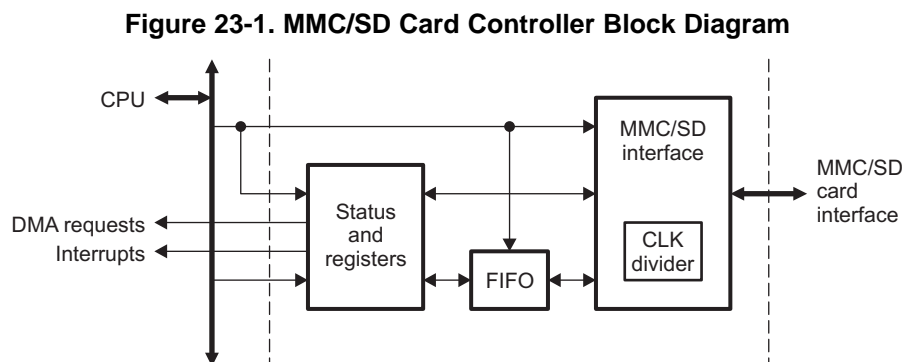 Figure 23-1. MMC/SD Card Controller Block Diagram
CPU
MMC/SD
interface
MMC/SD
card
interface
Status
and
registers
DMA requests
Interrupts
CLK
divider
FIFO